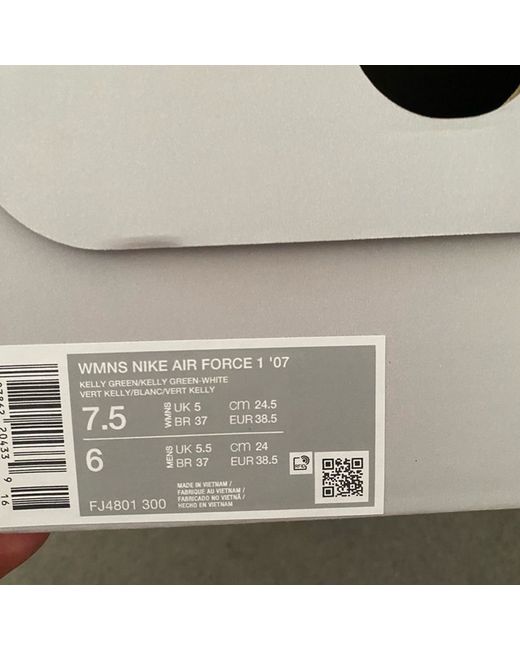 WMNS NIKE AIR FORCE 1 '07
KELLY GREEN/KELLY GREEN-WHITE
VERT KELLY/BLANC/VERT KELLY
7.5 WMNS UK 5 cm 24.5
BR 37 EUR 38.5
6 MENS UK 5.5 cm 24
BR 37 EUR 38.5
MADE IN VIETNAM /
FABRIQUE AU VIETNAM /
FABRICADO NO VIETNÃ /
HECHO EN VIETNAM
FJ4801 300
20433 9 16